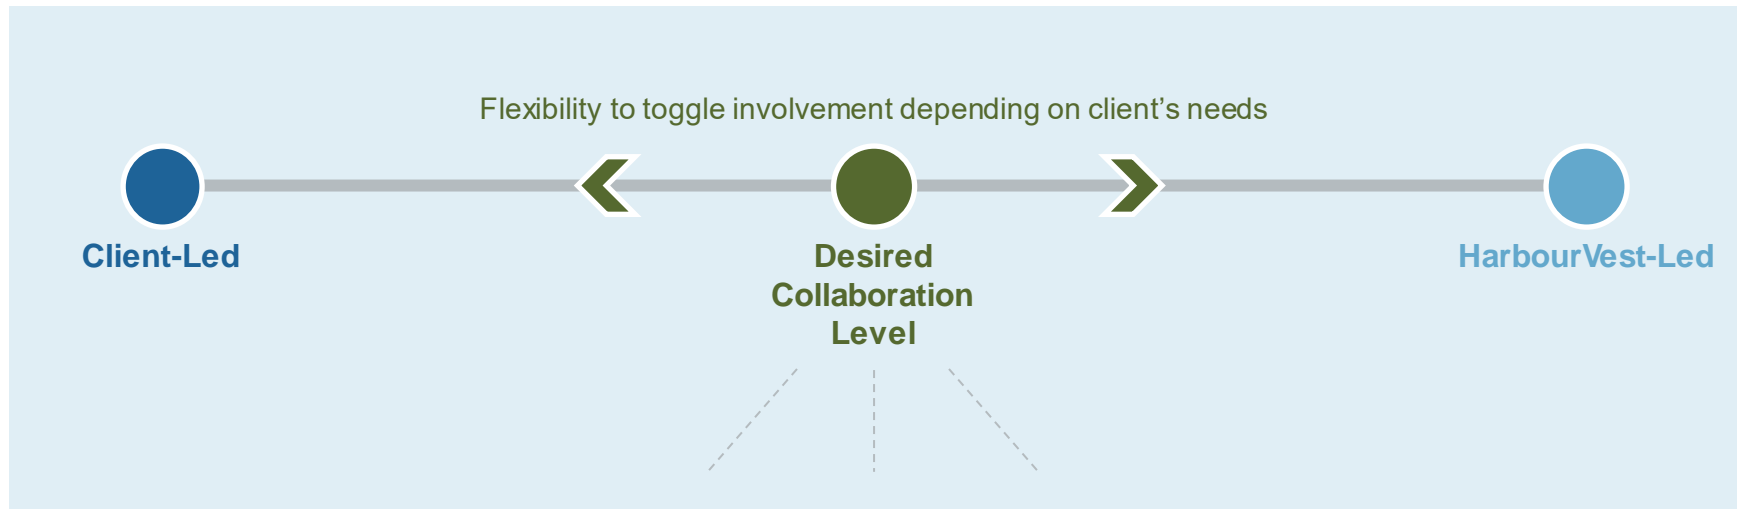 Flexibility to toggle involvement depending on client’s needs
Client-Led
Desired
Collaboration
Level
HarbourVest-Led